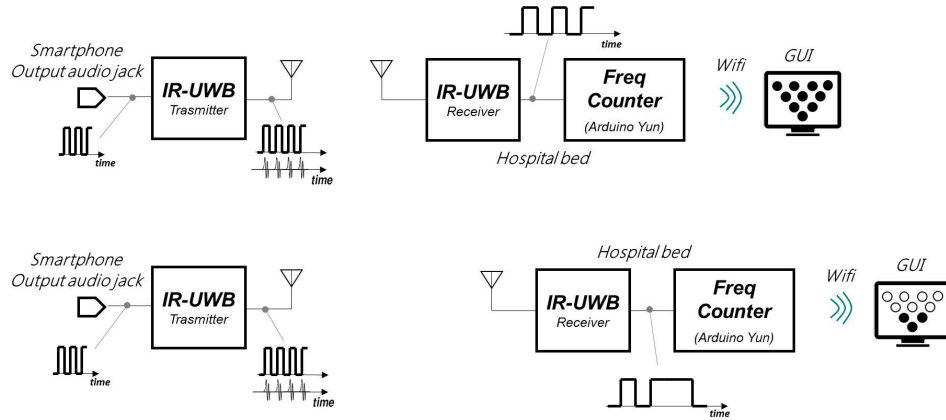 Smartphone
Output audio jack
IR-UWB
Trasmitter
time
time
IR-UWB
Receiver
time
Freq
Counter
(Arduino Yun)
Hospital bed
Wifi
GUI
Smartphone
Output audio jack
IR-UWB
Trasmitter
time
time
Hospital bed
IR-UWB
Receiver
Freq
Counter
(Arduino Yun)
time
Wifi
GUI